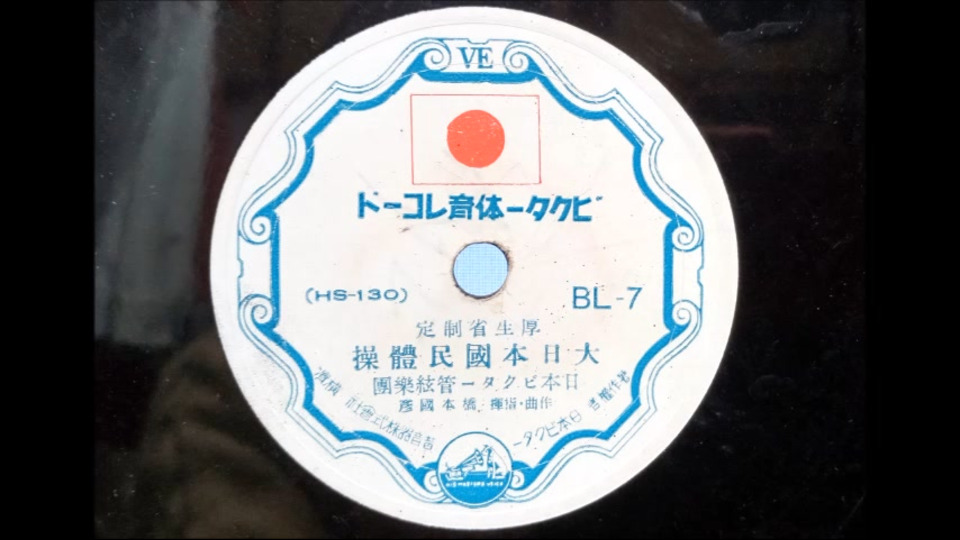 VE
ビクター体育レコード
(HS-130)
BL-7
厚生省制定
大日本國民體操
日本ビクター管絃樂團
作曲・指揮 橋本國彦
日本ビクター蓄音器株式會社 横濱
HIS MASTERS VOICE